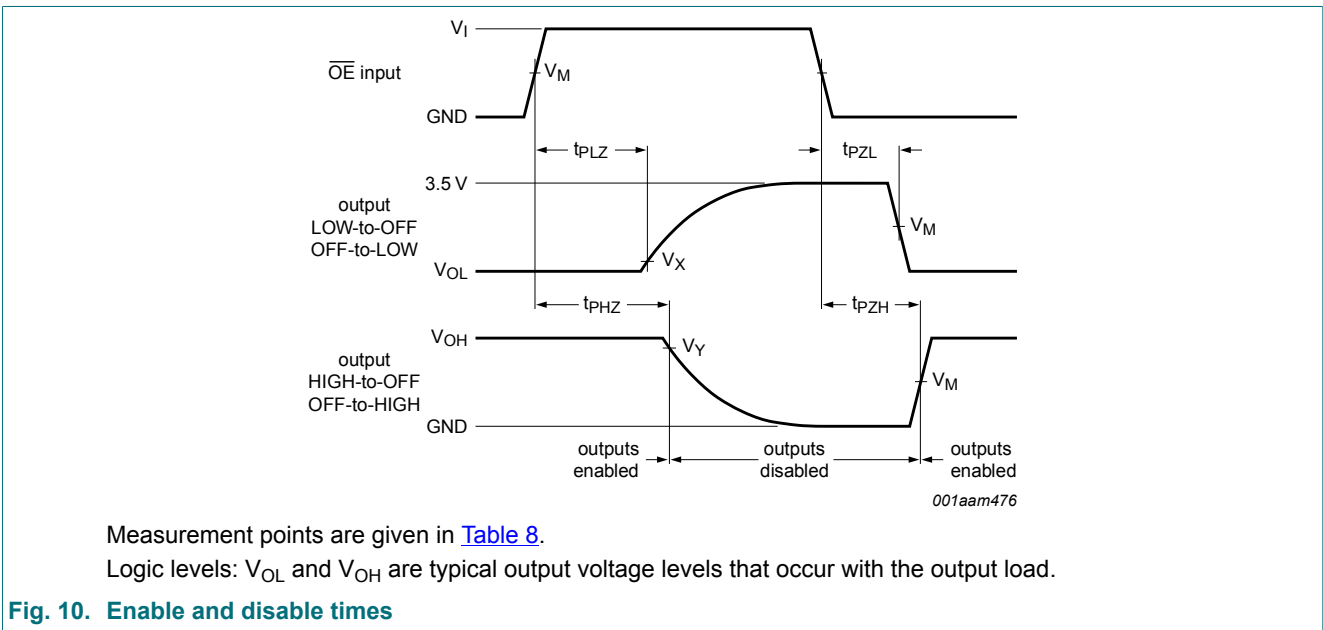 V_I
OE input
V_M
GND
t_PLZ
t_PZL
3.5 V
output
LOW-to-OFF
OFF-to-LOW
V_M
V_X
V_OL
t_PHZ
t_PZH
V_OH
V_Y
output
HIGH-to-OFF
OFF-to-HIGH
V_M
GND
outputs
enabled
outputs
disabled
outputs
enabled
001aam476
Measurement points are given in Table 8.
Logic levels: V_OL and V_OH are typical output voltage levels that occur with the output load.
Fig. 10. Enable and disable times